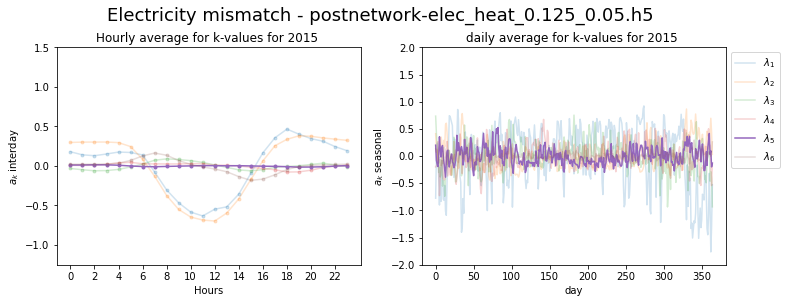 Electricity mismatch - postnetwork-elec_heat_0.125_0.05.h5
Hourly average for k-values for 2015
a_k interday
1.5
1.0
0.5
0.0
−0.5
−1.0
0 2 4 6 8 10 12 14 16 18 20 22
Hours
daily average for k-values for 2015
a_k seasonal
2.0
1.5
1.0
0.5
0.0
−0.5
−1.0
−1.5
−2.0
0 50 100 150 200 250 300 350
day
λ₁
λ₂
λ₃
λ₄
λ₅
λ₆